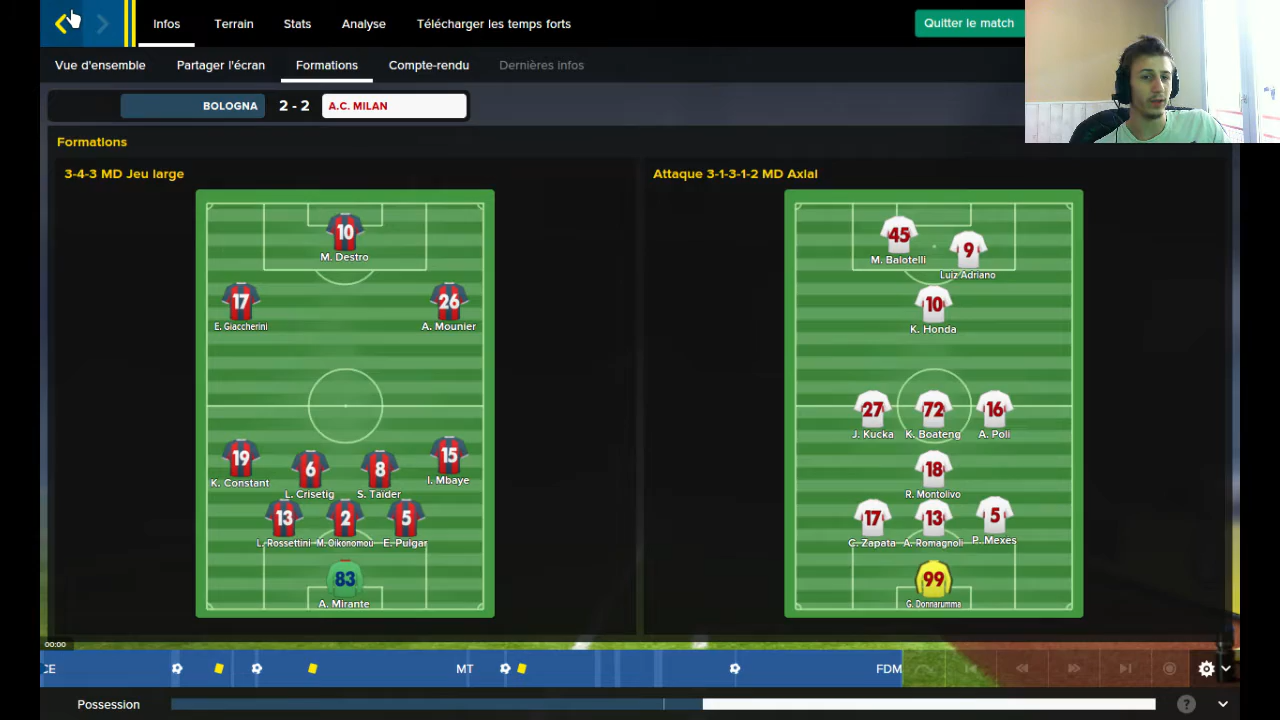 Infos Terrain Stats Analyse Télécharger les temps forts Quitter le match
Vue d'ensemble Partager l'écran Formations Compte-rendu Dernières infos
BOLOGNA 2 - 2 A.C. MILAN
Formations
3-4-3 MD Jeu large
10
M. Destro
17 26
E. Giaccherini A. Mounier
19 6 8 15
K. Constant L. Crisetig S. Taïder I. Mbaye
13 2 5
L. Rossettini M. Oikonomou E. Pulgar
83
A. Mirante
Attaque 3-1-3-1-2 MD Axial
45 9
M. Balotelli Luiz Adriano
10
K. Honda
27 72 16
J. Kucka K. Boateng A. Poli
18
R. Montolivo
17 13 5
C. Zapata A. Romagnoli P. Mexes
99
G. Donnarumma
00:00
CE MT FDM
Possession ?